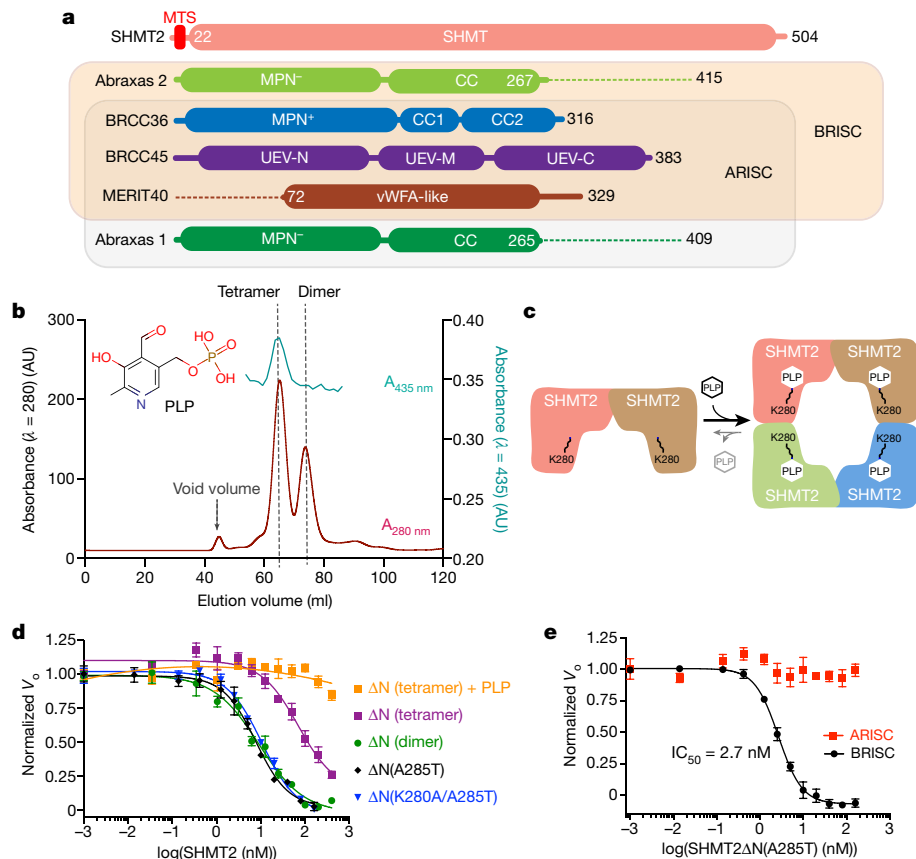 a
MTS
SHMT2 22 SHMT 504
Abraxas 2 MPN⁻ CC 267 415
BRCC36 MPN⁺ CC1 CC2 316
BRISC
BRCC45 UEV-N UEV-M UEV-C 383
ARISC
MERIT40 72 vWFA-like 329
Abraxas 1 MPN⁻ CC 265 409
b
Tetramer Dimer
300 0.40
200 0.35
0.30
100 0.25
0 0.20
Absorbance (λ = 280) (AU)
Absorbance (λ = 435) (AU)
HO O O P OH O OH N
PLP
A435 nm
Void volume
A280 nm
0 20 40 60 80 100 120
Elution volume (ml)
c
SHMT2 SHMT2
K280 K280
PLP
PLP
SHMT2 SHMT2
PLP PLP
K280 K280
K280 K280
PLP PLP
SHMT2 SHMT2
d
1.25
1.00
0.75
0.50
0.25
0
Normalized Vo
ΔN (tetramer) + PLP
ΔN (tetramer)
ΔN (dimer)
ΔN(A285T)
ΔN(K280A/A285T)
−3 −2 −1 0 1 2 3
log(SHMT2 (nM))
e
1.25
1.00
0.75
0.50
0.25
0
Normalized Vo
ARISC
BRISC
IC50 = 2.7 nM
−3 −2 −1 0 1 2 3
log(SHMT2ΔN(A285T) (nM))